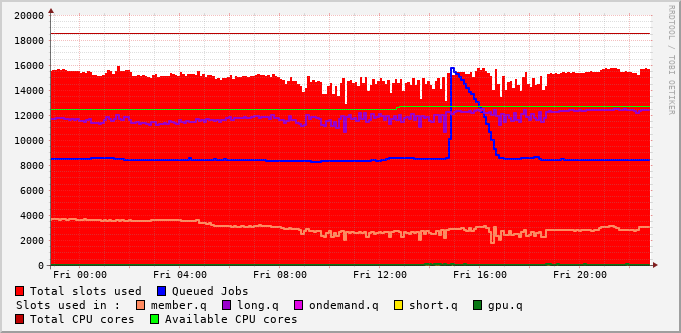 20000
18000
16000
14000
12000
10000
8000
6000
4000
2000
0
Fri 00:00 Fri 04:00 Fri 08:00 Fri 12:00 Fri 16:00 Fri 20:00
Total slots used Queued Jobs
Slots used in : member.q long.q ondemand.q short.q gpu.q
Total CPU cores Available CPU cores
RRDTOOL / TOBI OETIKER